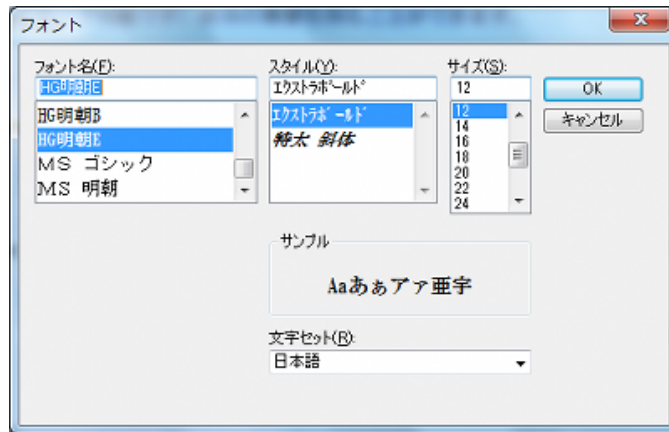 フォント
フォント名(F):
HG明朝E
HG明朝B
HG明朝E
MS ゴシック
MS 明朝
スタイル(Y):
エクストラボールド
エクストラボールド
特太 斜体
サイズ(S):
12
12
14
16
18
20
22
24
OK
キャンセル
サンプル
Aaあぁアァ亜宇
文字セット(R):
日本語